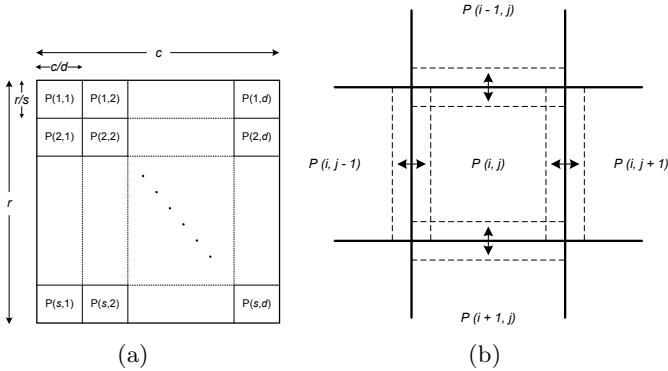 c
c/d
r/s
r
P(1,1) P(1,2) P(1,d)
P(2,1) P(2,2) P(2,d)
P(s,1) P(s,2) P(s,d)
(a)
P (i - 1, j)
P (i, j - 1) P (i, j) P (i, j + 1)
P (i + 1, j)
(b)